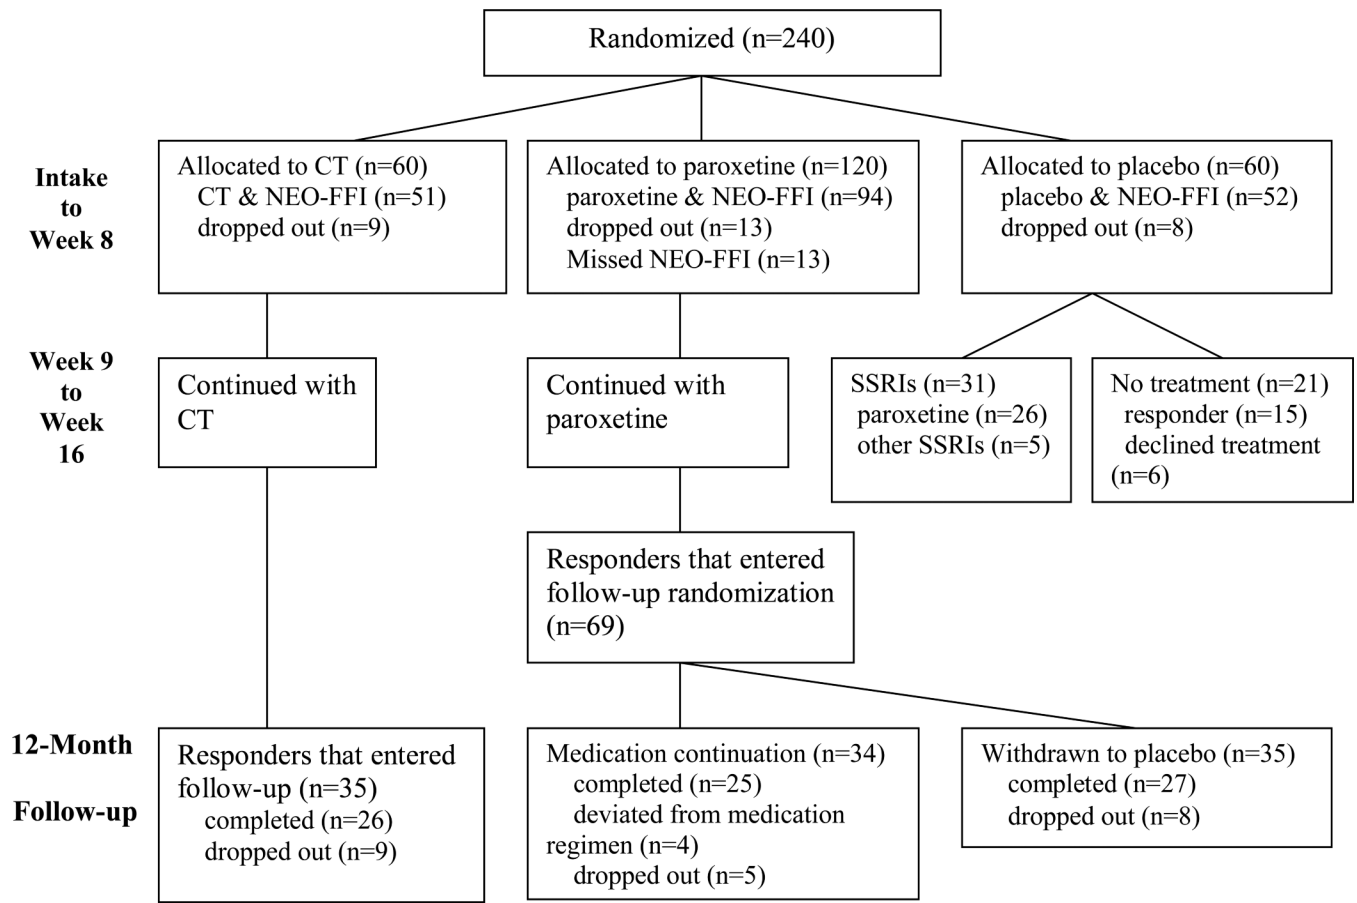 Randomized (n=240)
Intake
to
Week 8
Allocated to CT (n=60)
CT & NEO-FFI (n=51)
dropped out (n=9)
Allocated to paroxetine (n=120)
paroxetine & NEO-FFI (n=94)
dropped out (n=13)
Missed NEO-FFI (n=13)
Allocated to placebo (n=60)
placebo & NEO-FFI (n=52)
dropped out (n=8)
Week 9
to
Week
16
Continued with
CT
Continued with
paroxetine
SSRIs (n=31)
paroxetine (n=26)
other SSRIs (n=5)
No treatment (n=21)
responder (n=15)
declined treatment
(n=6)
Responders that entered
follow-up randomization
(n=69)
12-Month
Follow-up
Responders that entered
follow-up (n=35)
completed (n=26)
dropped out (n=9)
Medication continuation (n=34)
completed (n=25)
deviated from medication
regimen (n=4)
dropped out (n=5)
Withdrawn to placebo (n=35)
completed (n=27)
dropped out (n=8)